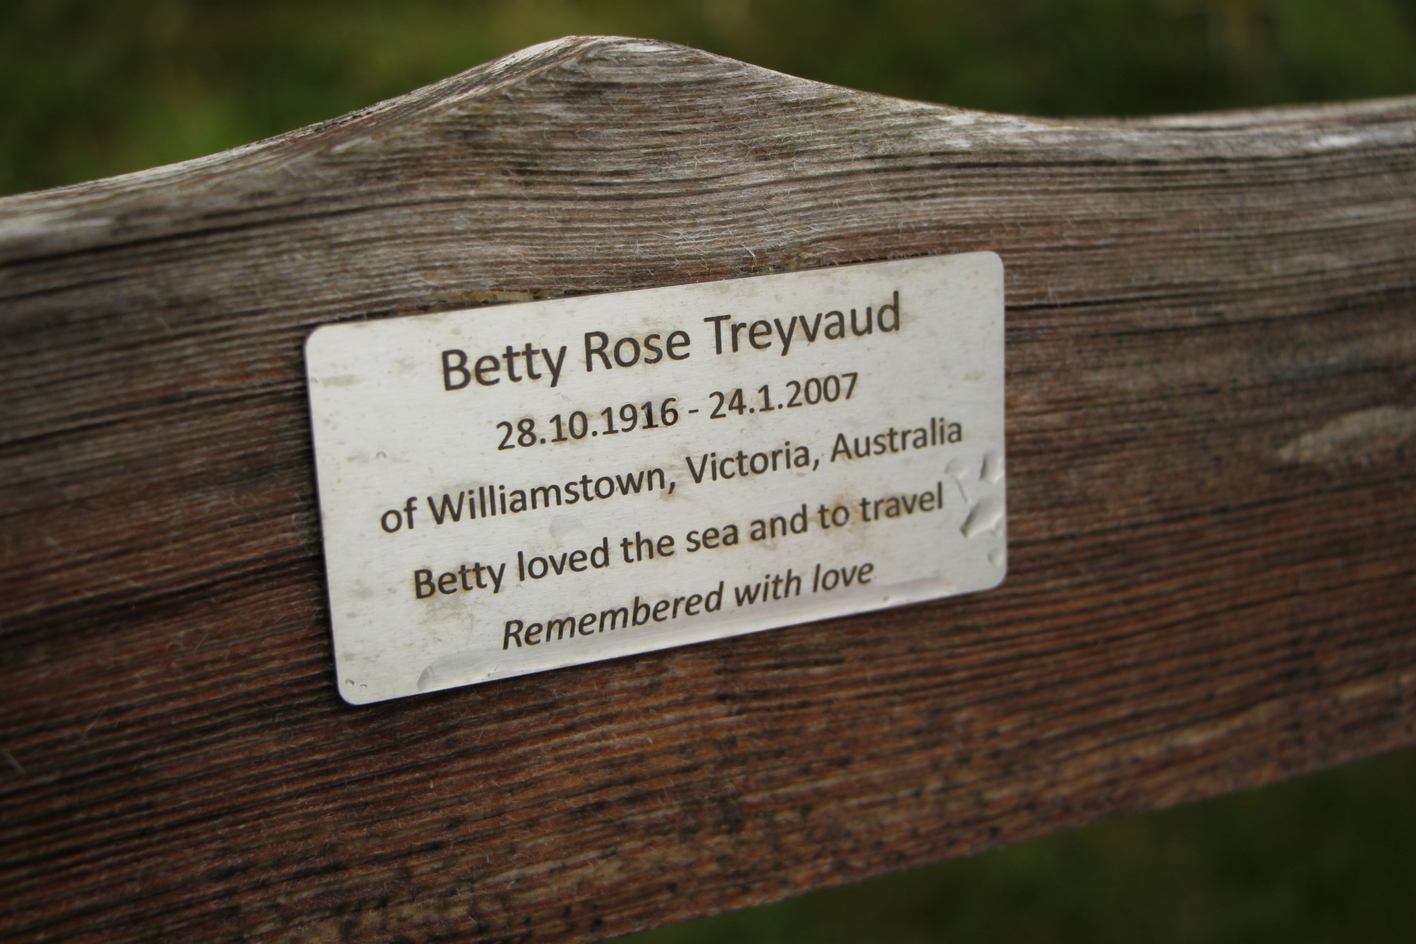 Betty Rose Treyvaud
28.10.1916 - 24.1.2007
of Williamstown, Victoria, Australia
Betty loved the sea and to travel
Remembered with love